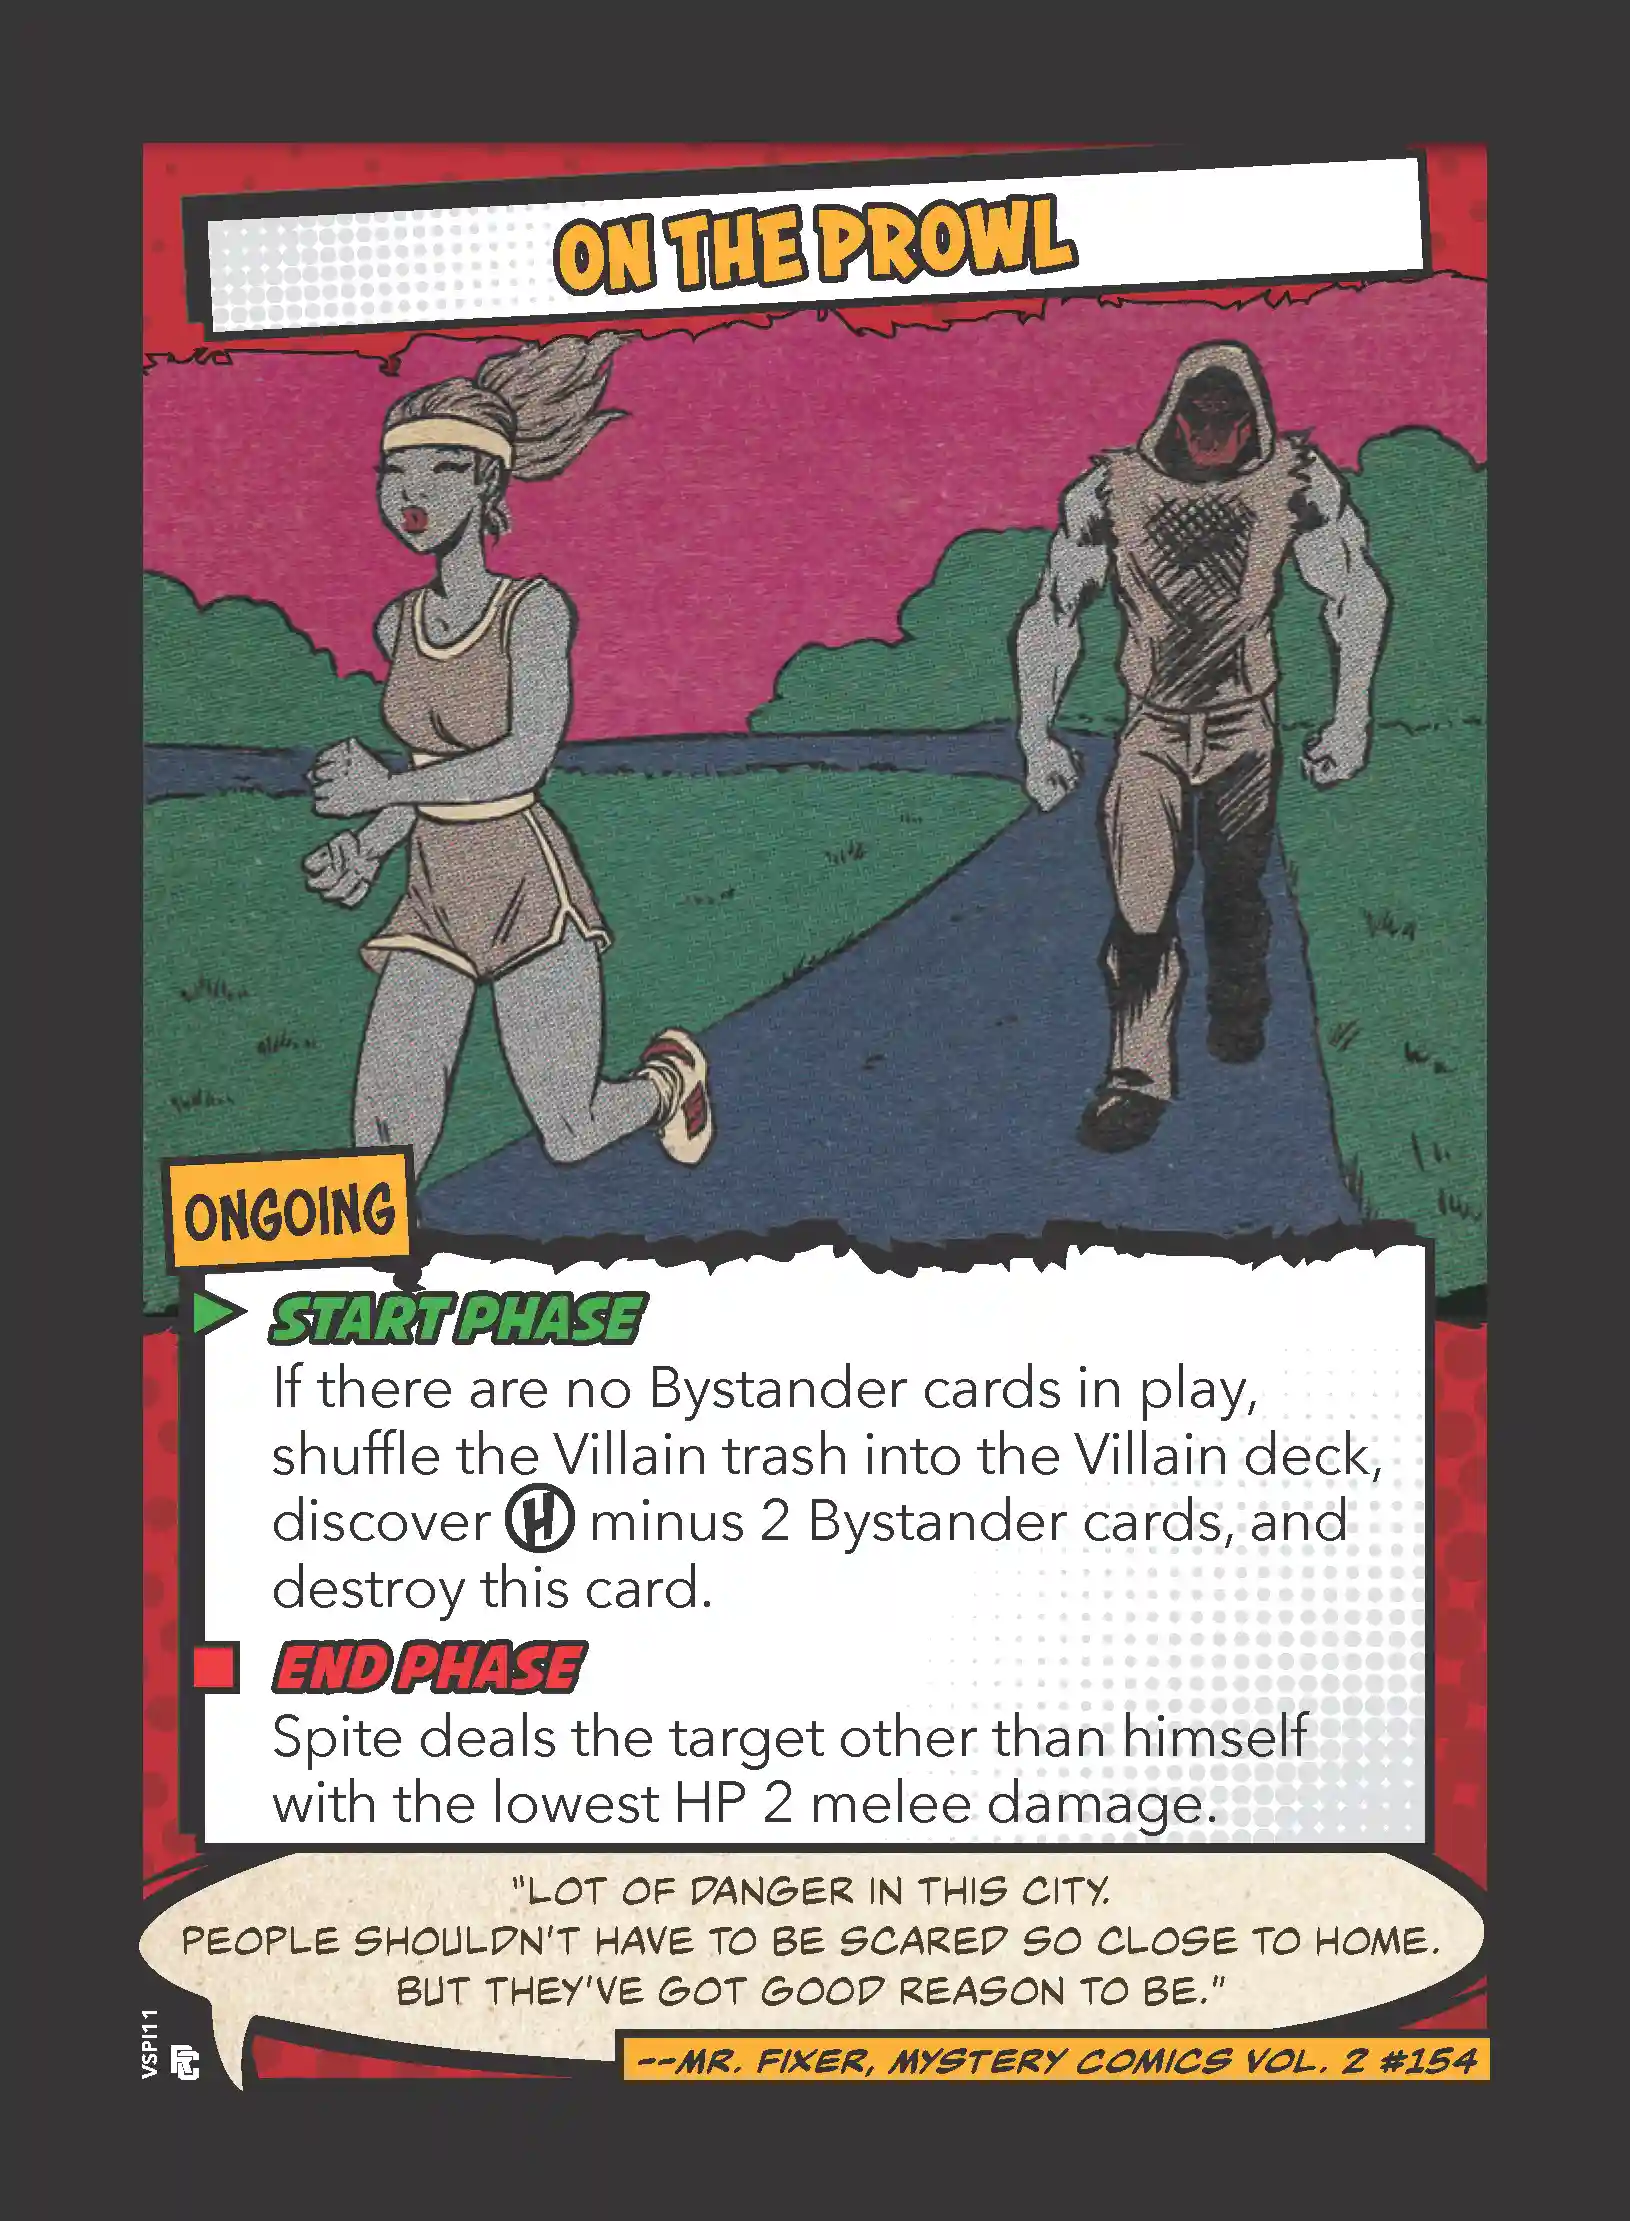 ON THE PROWL
ONGOING
START PHASE
If there are no Bystander cards in play,
shuffle the Villain trash into the Villain deck,
discover H minus 2 Bystander cards, and
destroy this card.
END PHASE
Spite deals the target other than himself
with the lowest HP 2 melee damage.
"LOT OF DANGER IN THIS CITY.
PEOPLE SHOULDN'T HAVE TO BE SCARED SO CLOSE TO HOME.
BUT THEY'VE GOT GOOD REASON TO BE."
--MR. FIXER, MYSTERY COMICS VOL. 2 #154
VSPI11